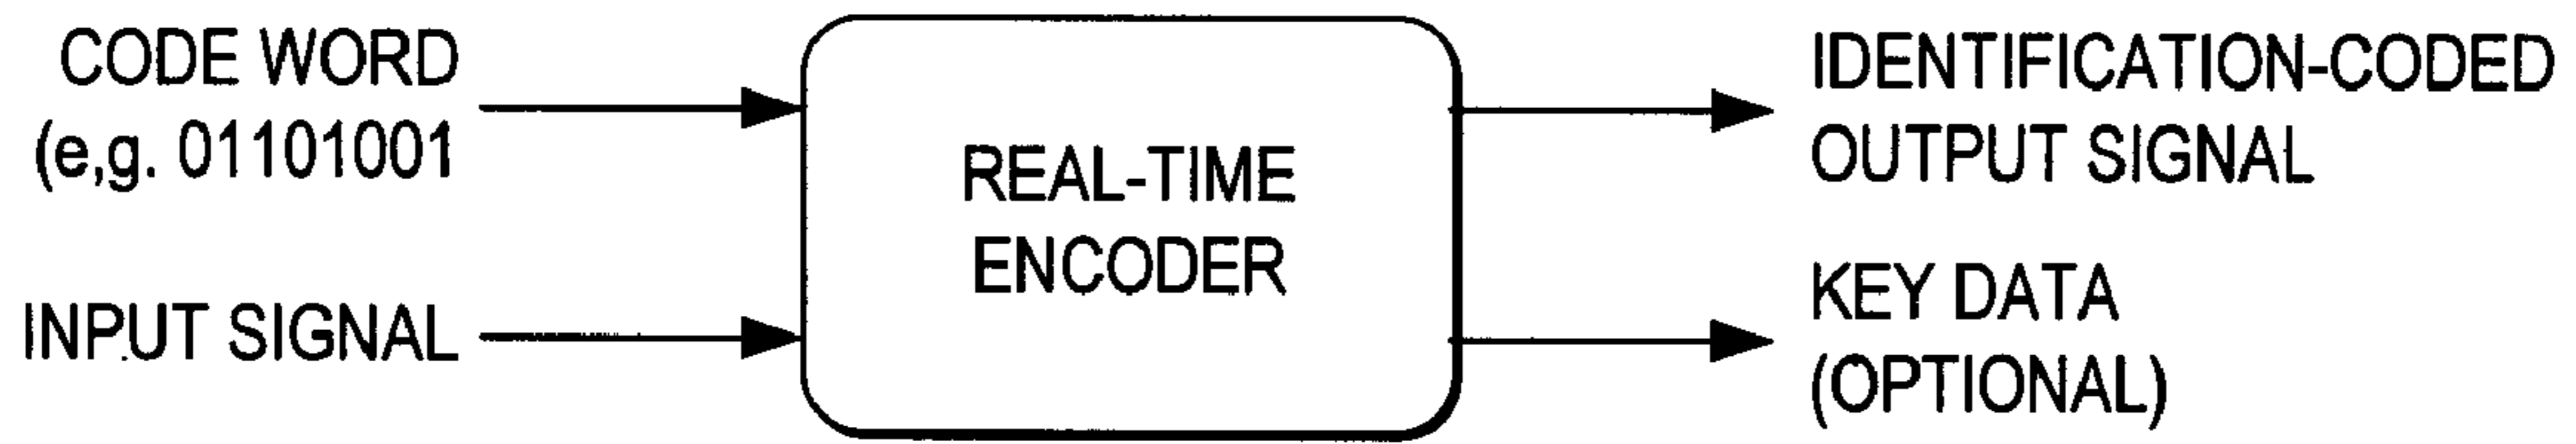 CODE WORD
(e,g. 01101001
INPUT SIGNAL
REAL-TIME
ENCODER
IDENTIFICATION-CODED
OUTPUT SIGNAL
KEY DATA
(OPTIONAL)